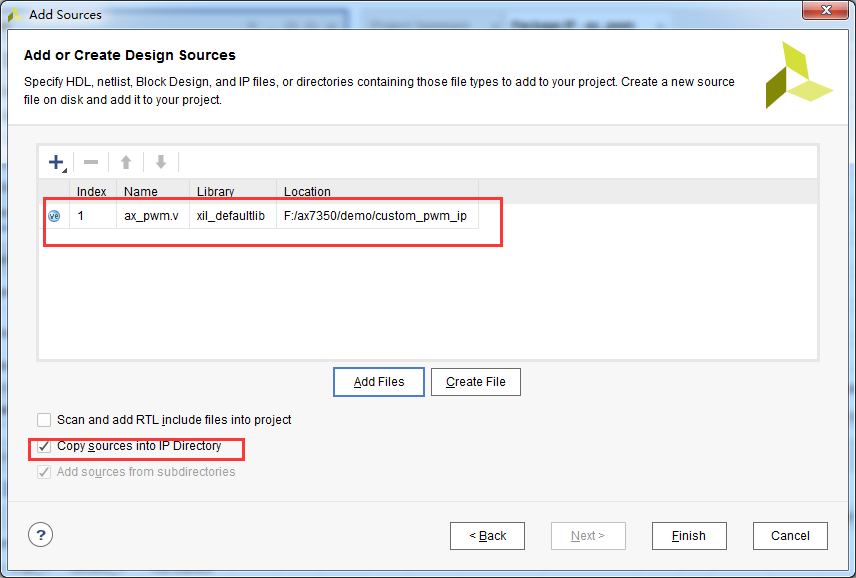 Add Sources
Add or Create Design Sources
Specify HDL, netlist, Block Design, and IP files, or directories containing those file types to add to your project. Create a new source
file on disk and add it to your project.
Index Name Library Location
1 ax_pwm.v xil_defaultlib F:/ax7350/demo/custom_pwm_ip
Add Files Create File
Scan and add RTL include files into project
Copy sources into IP Directory
Add sources from subdirectories
? < Back Next > Finish Cancel